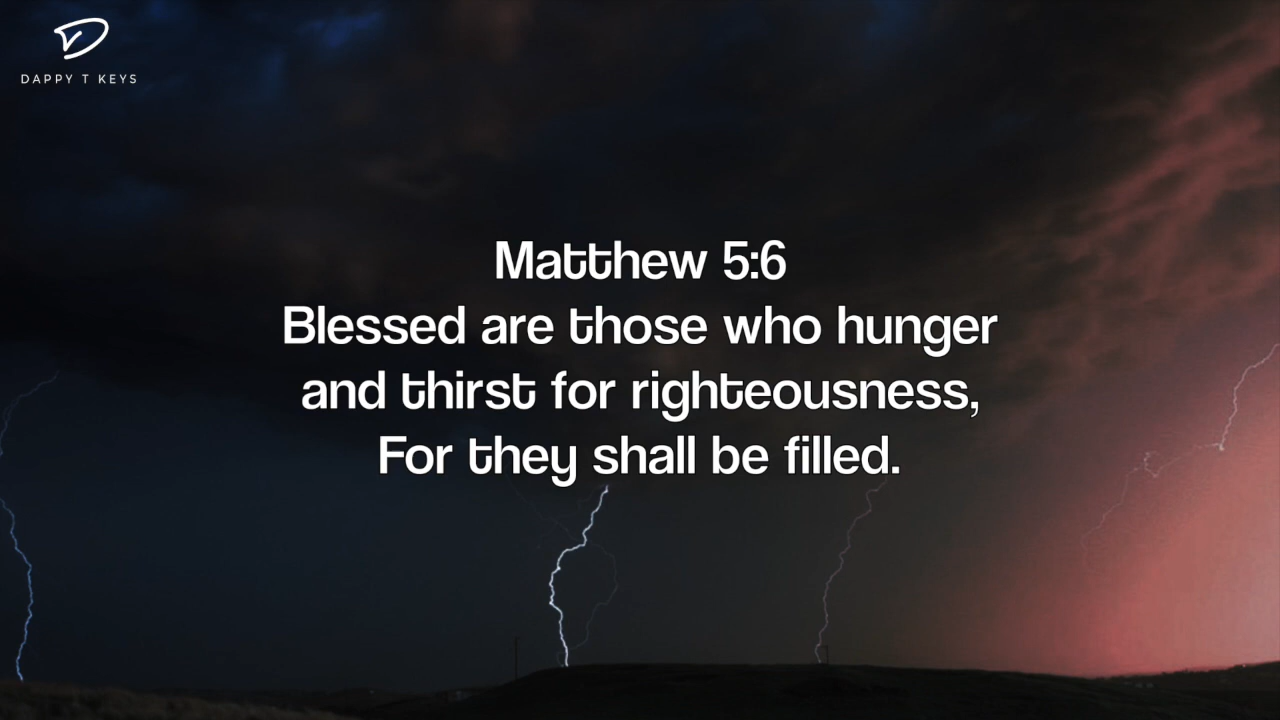 DAPPY T KEYS
Matthew 5:6
Blessed are those who hunger
and thirst for righteousness,
For they shall be filled.